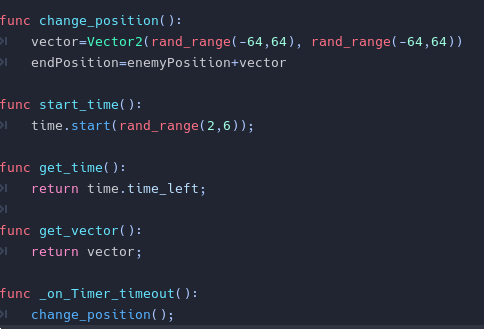 func change_position():
vector=Vector2(rand_range(-64,64), rand_range(-64,64))
endPosition=enemyPosition+vector
func start_time():
time.start(rand_range(2,6));
func get_time():
return time.time_left;
func get_vector():
return vector;
func _on_Timer_timeout():
change_position();